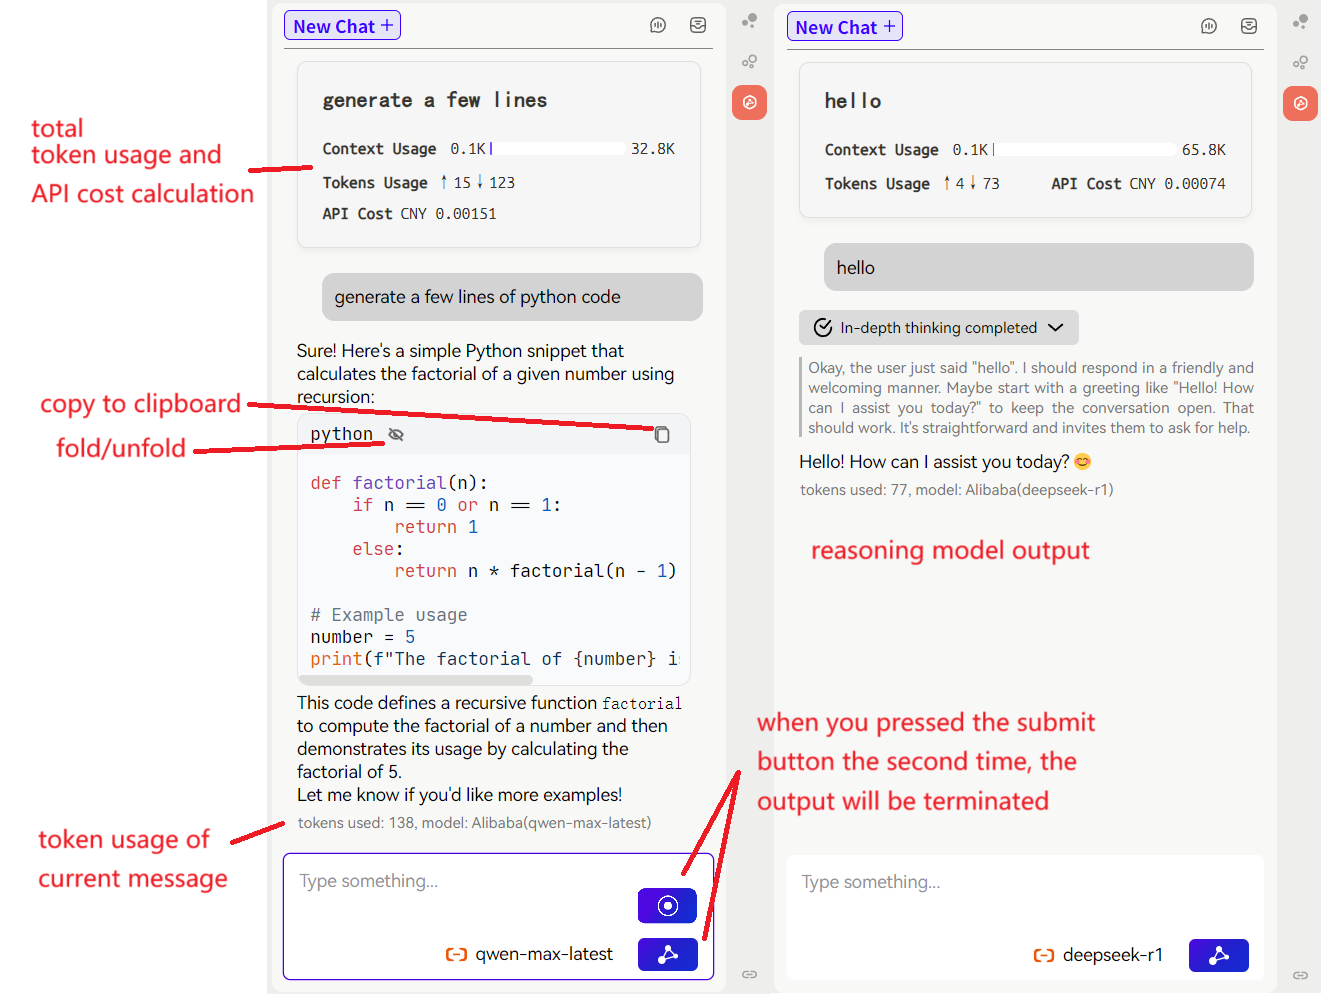 New Chat +
generate a few lines
Context Usage 0.1K 32.8K
Tokens Usage ↑ 15 ↓ 123
API Cost CNY 0.00151
generate a few lines of python code
Sure! Here's a simple Python snippet that
calculates the factorial of a given number using
recursion:
python
def factorial(n):
    if n == 0 or n == 1:
        return 1
    else:
        return n * factorial(n - 1)
# Example usage
number = 5
print(f"The factorial of {number} is
This code defines a recursive function factorial
to compute the factorial of a number and then
demonstrates its usage by calculating the
factorial of 5.
Let me know if you'd like more examples!
tokens used: 138, model: Alibaba(qwen-max-latest)
Type something...
qwen-max-latest
total
token usage and
API cost calculation
copy to clipboard
fold/unfold
token usage of
current message
New Chat +
hello
Context Usage 0.1K 65.8K
Tokens Usage ↑ 4 ↓ 73 API Cost CNY 0.00074
hello
In-depth thinking completed
Okay, the user just said "hello". I should respond in a friendly and
welcoming manner. Maybe start with a greeting like "Hello! How
can I assist you today?" to keep the conversation open. That
should work. It's straightforward and invites them to ask for help.
Hello! How can I assist you today? 😊
tokens used: 77, model: Alibaba(deepseek-r1)
reasoning model output
when you pressed the submit
button the second time, the
output will be terminated
Type something...
deepseek-r1